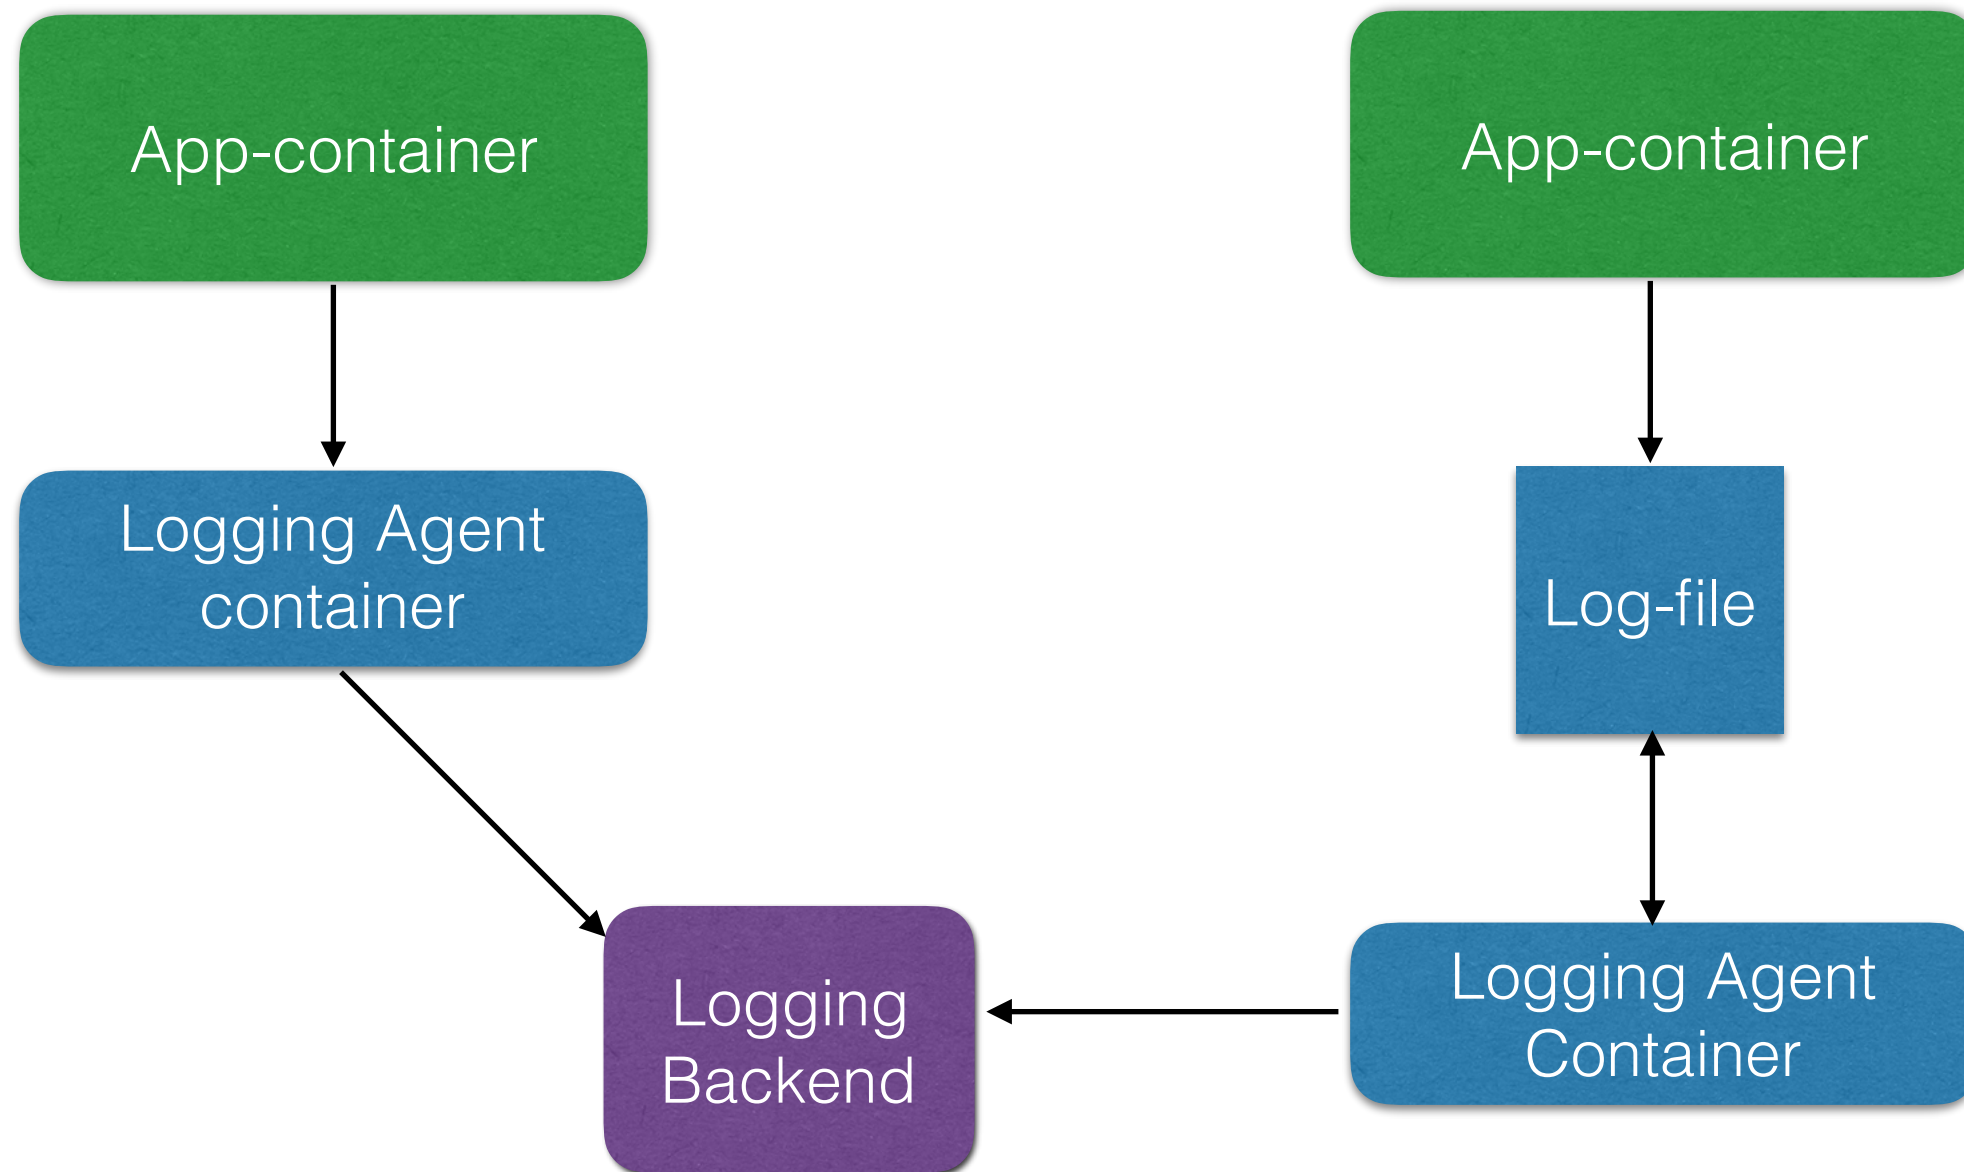 App-container
App-container
Logging Agent
container
Log-file
Logging
Backend
Logging Agent
Container